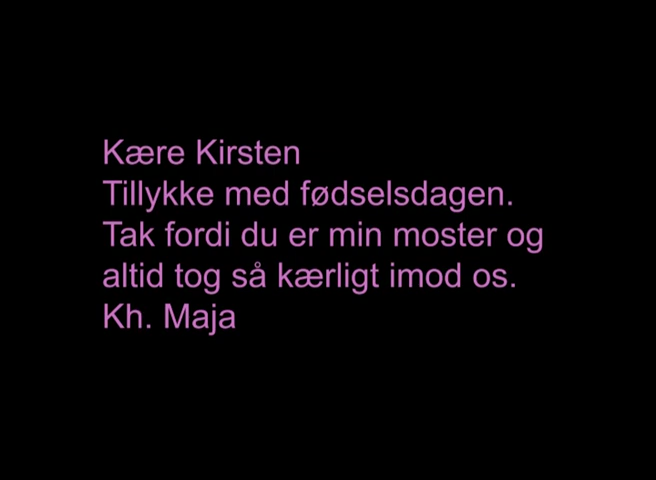 Kære Kirsten
Tillykke med fødselsdagen.
Tak fordi du er min moster og
altid tog så kærligt imod os.
Kh. Maja